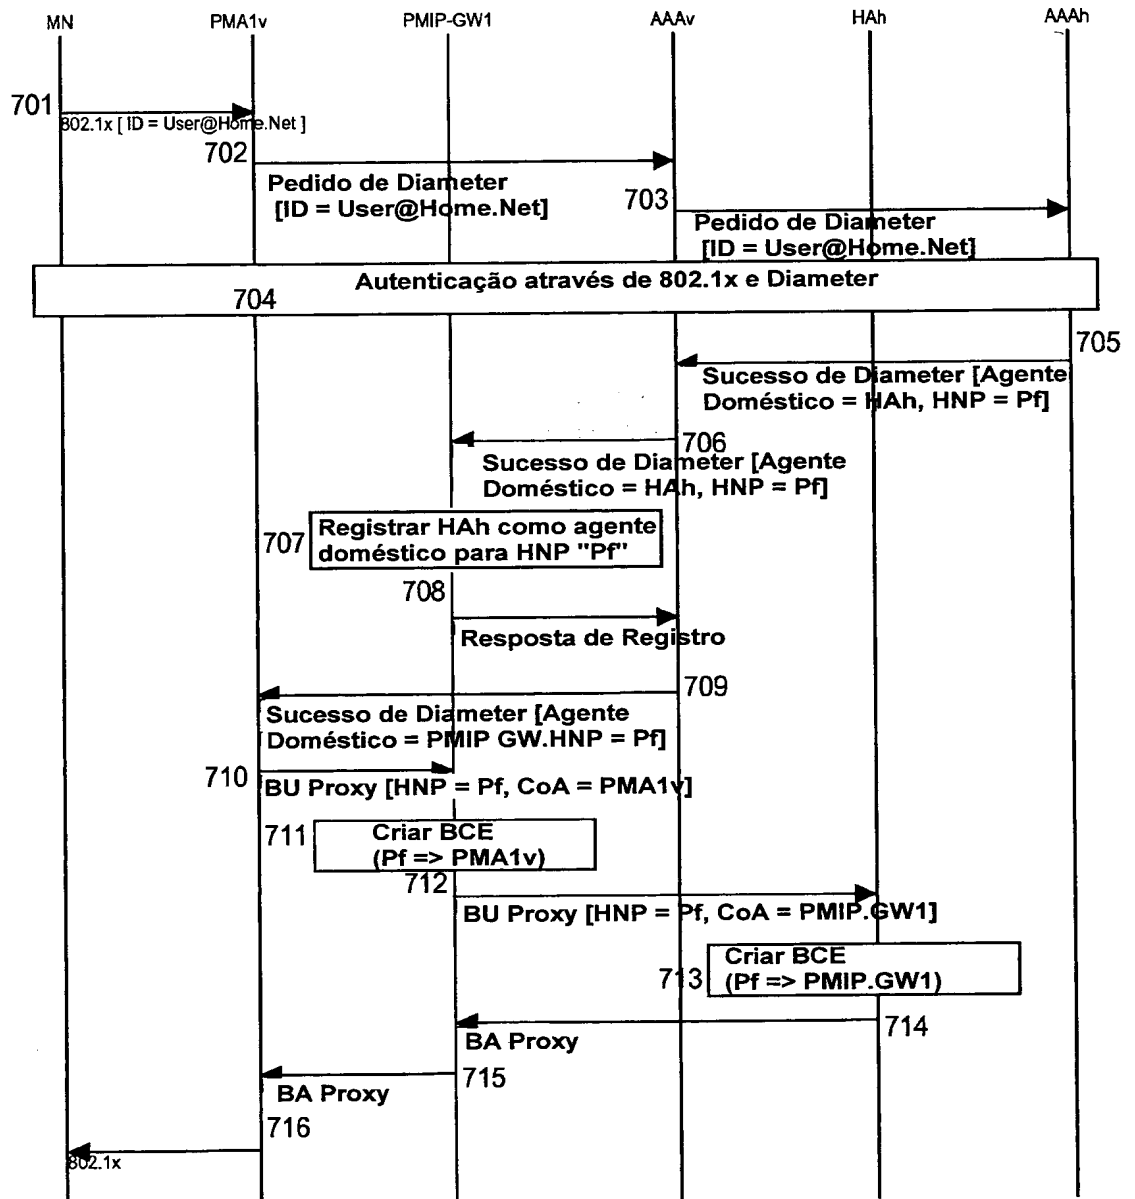 MN PMA1v PMIP-GW1 AAAv HAh AAAh
701
802.1x [ ID = User@Home.Net ]
702
Pedido de Diameter
[ID = User@Home.Net]
703
Pedido de Diameter
[ID = User@Home.Net]
Autenticação através de 802.1x e Diameter
704
705
Sucesso de Diameter [Agente
Doméstico = HAh, HNP = Pf]
706
Sucesso de Diameter [Agente
Doméstico = HAh, HNP = Pf]
707
Registrar HAh como agente
doméstico para HNP "Pf"
708
Resposta de Registro
709
Sucesso de Diameter [Agente
Doméstico = PMIP GW.HNP = Pf]
710
BU Proxy [HNP = Pf, CoA = PMA1v]
711
Criar BCE
(Pf => PMA1v)
712
BU Proxy [HNP = Pf, CoA = PMIP.GW1]
713
Criar BCE
(Pf => PMIP.GW1)
714
BA Proxy
715
BA Proxy
716
802.1x